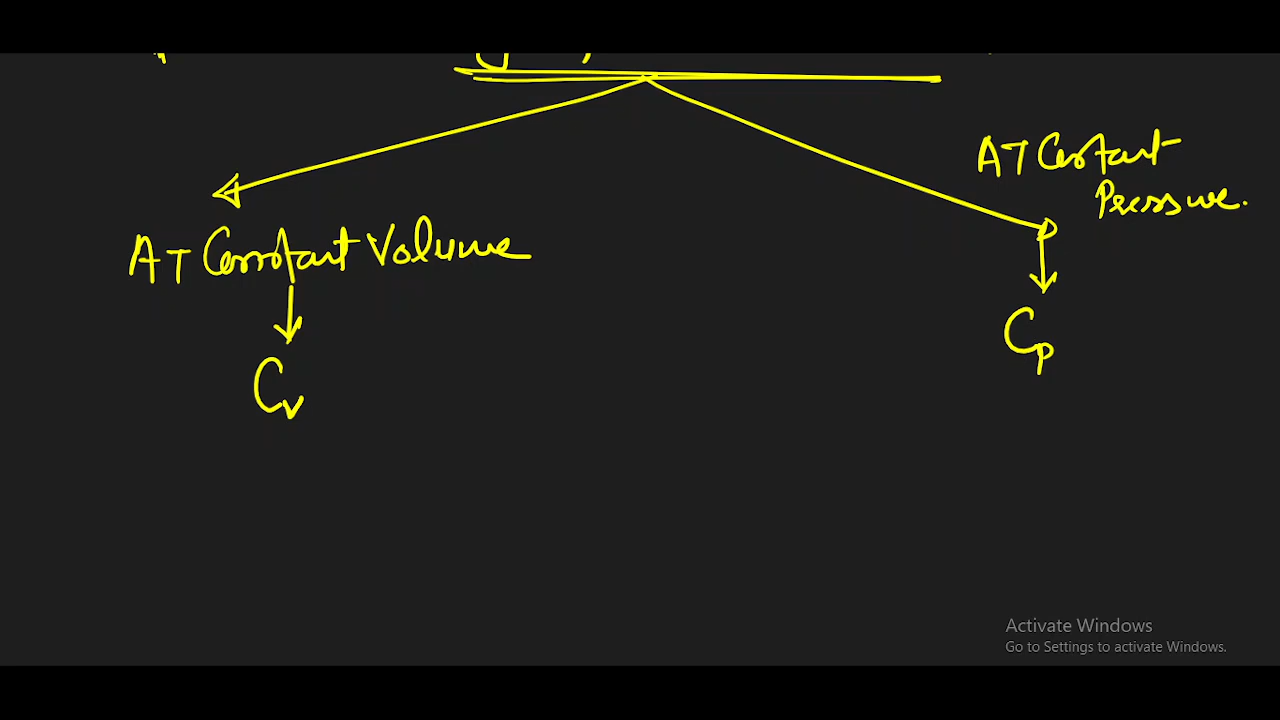 AT Constant
Pressure.
AT Constant Volume
Cp
Cv
Activate Windows
Go to Settings to activate Windows.